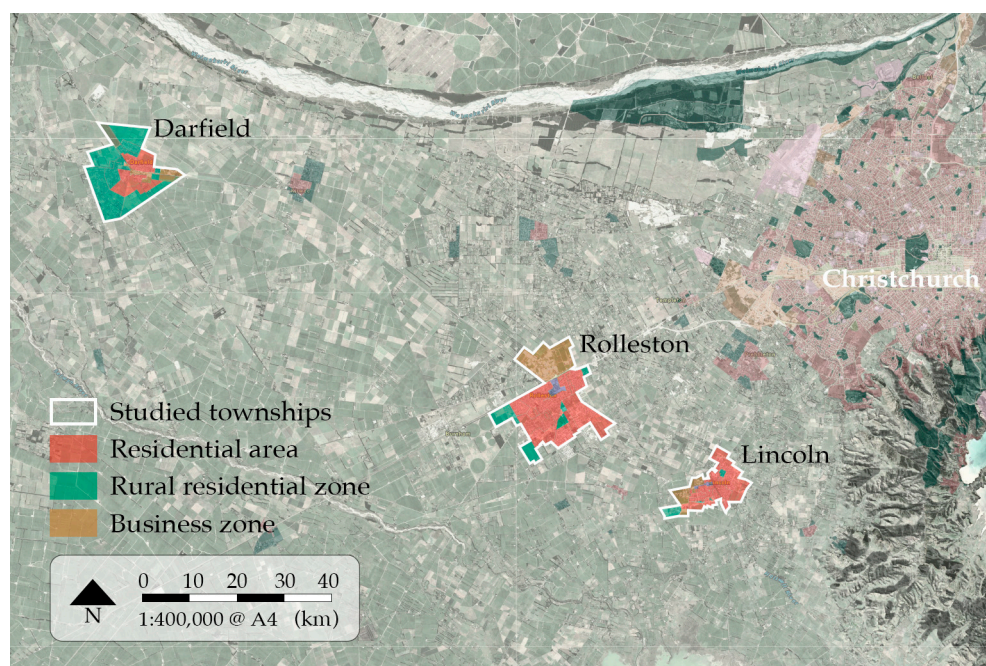 Darfield
Christchurch
Rolleston
Lincoln
Studied townships
Residential area
Rural residential zone
Business zone
0 10 20 30 40
N
1:400,000 @ A4 (km)